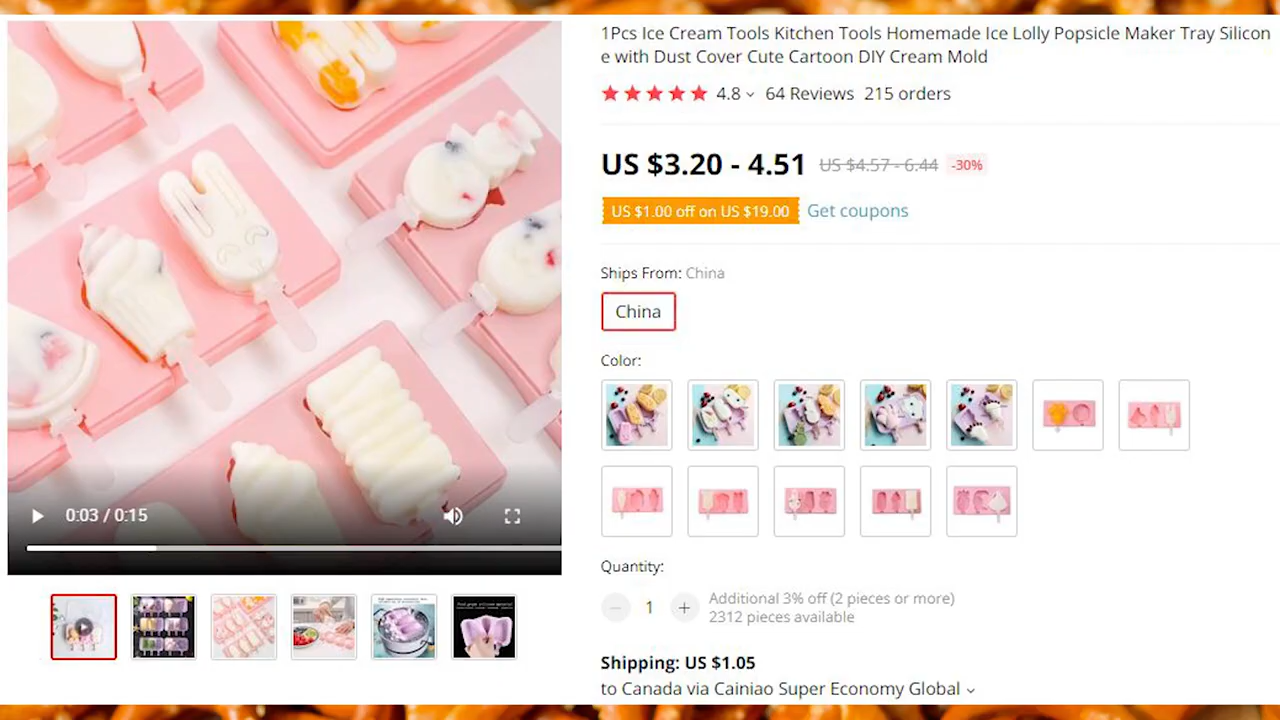 1Pcs Ice Cream Tools Kitchen Tools Homemade Ice Lolly Popsicle Maker Tray Silicon
e with Dust Cover Cute Cartoon DIY Cream Mold
4.8 64 Reviews 215 orders
US $3.20 - 4.51 US $4.57 - 6.44 -30%
US $1.00 off on US $19.00 Get coupons
Ships From: China
China
Color:
0:03 / 0:15
Quantity:
1 Additional 3% off (2 pieces or more)
2312 pieces available
Shipping: US $1.05
to Canada via Cainiao Super Economy Global